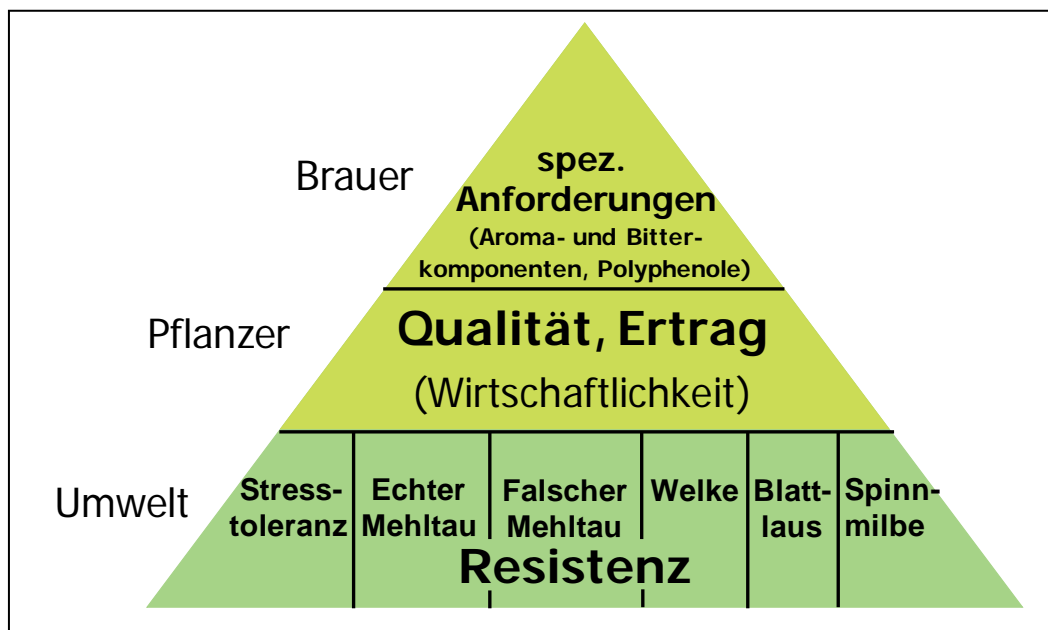 Brauer
spez.
Anforderungen
(Aroma- und Bitter-
komponenten, Polyphenole)
Pflanzer
Qualität, Ertrag
(Wirtschaftlichkeit)
Umwelt
Stress-
toleranz
Echter
Mehltau
Falscher
Mehltau
Welke
Blatt-
laus
Spinn-
milbe
Resistenz